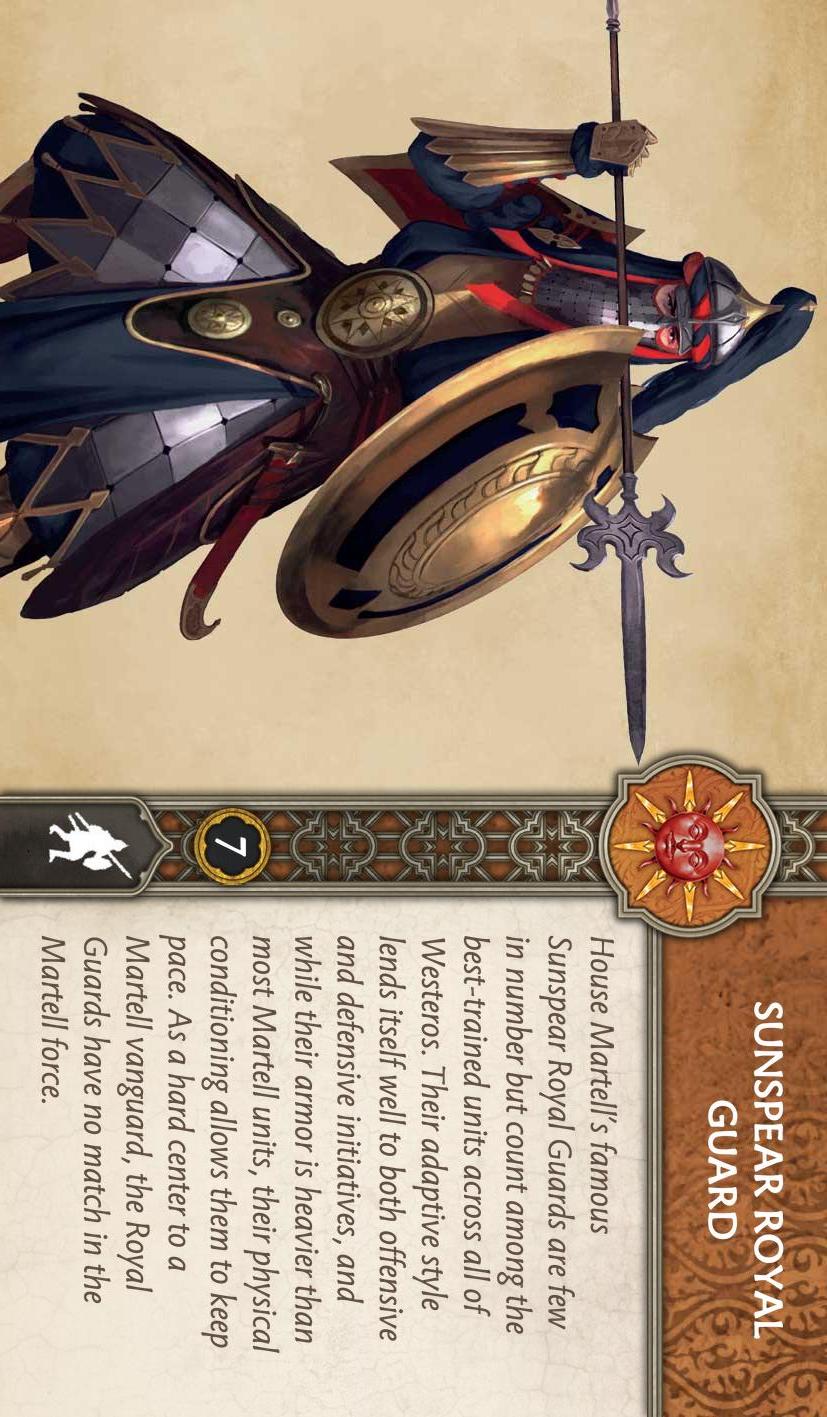 SUNSPEAR ROYAL
GUARD
7
House Martell's famous
Sunspear Royal Guards are few
in number but count among the
best-trained units across all of
Westeros. Their adaptive style
lends itself well to both offensive
and defensive initiatives, and
while their armor is heavier than
most Martell units, their physical
conditioning allows them to keep
pace. As a hard center to a
Martell vanguard, the Royal
Guards have no match in the
Martell force.